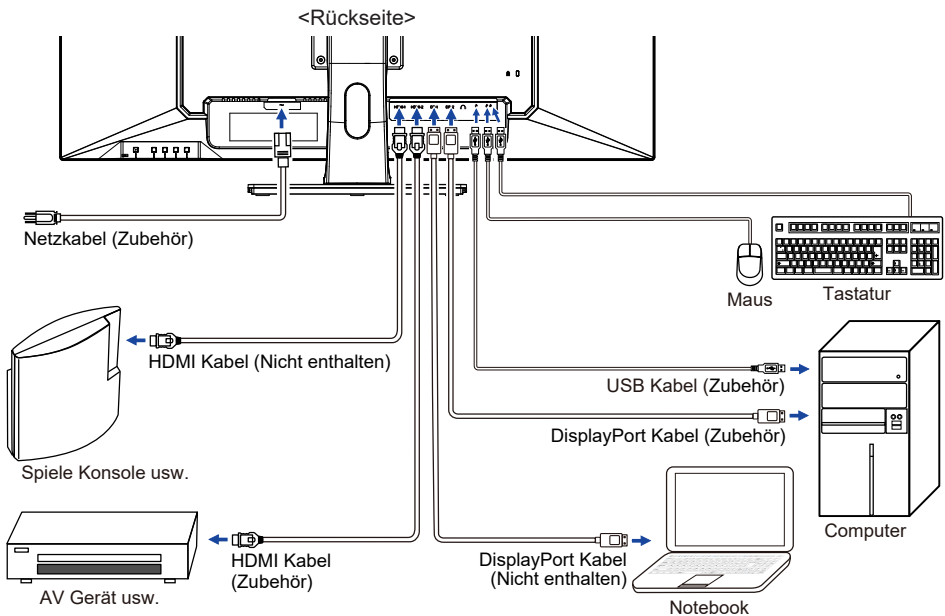 <Rückseite>
Netzkabel (Zubehör)
Maus
Tastatur
HDMI Kabel (Nicht enthalten)
USB Kabel (Zubehör)
DisplayPort Kabel (Zubehör)
Spiele Konsole usw.
Computer
HDMI Kabel
(Zubehör)
DisplayPort Kabel
(Nicht enthalten)
AV Gerät usw.
Notebook